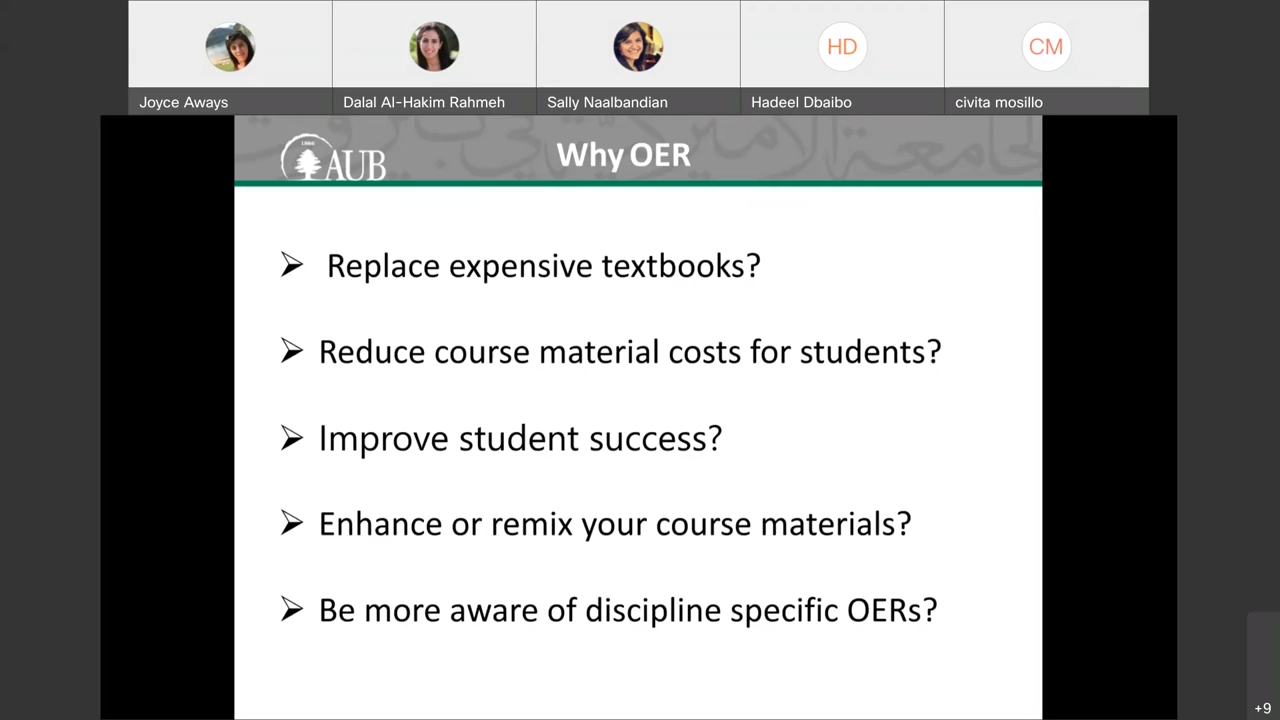 HD
CM
Joyce Aways
Dalal Al-Hakim Rahmeh
Sally Naalbandian
Hadeel Dbaibo
civita mosillo
1866
AUB
Why OER
➢ Replace expensive textbooks?
➢ Reduce course material costs for students?
➢ Improve student success?
➢ Enhance or remix your course materials?
➢ Be more aware of discipline specific OERs?
+9